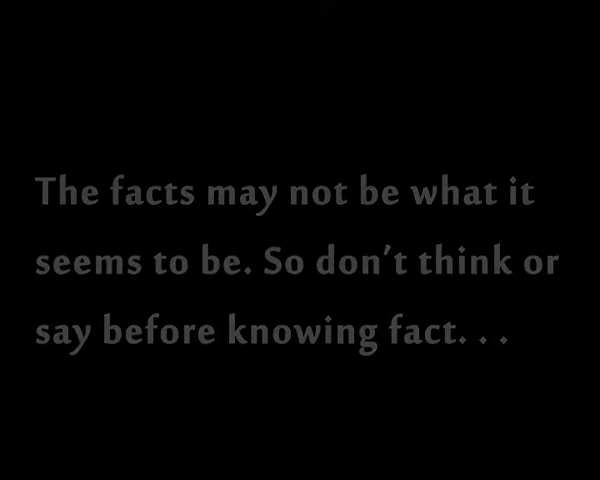 The facts may not be what it
seems to be. So don't think or
say before knowing fact. . .